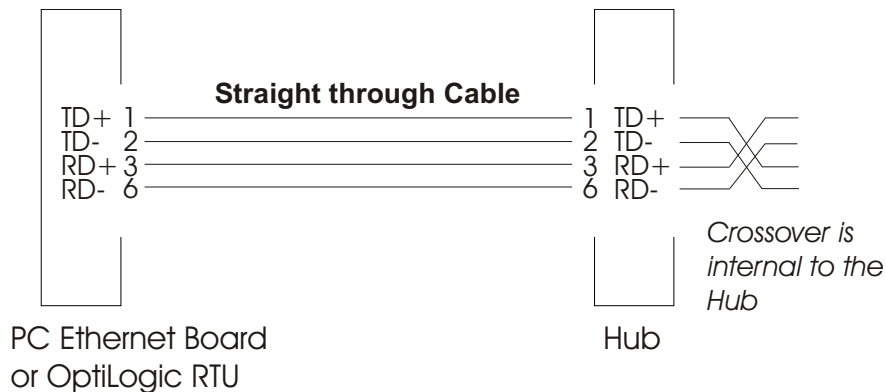 Straight through Cable
TD+ 1 1 TD+
TD- 2 2 TD-
RD+ 3 3 RD+
RD- 6 6 RD-
Crossover is
internal to the
Hub
PC Ethernet Board
or OptiLogic RTU
Hub